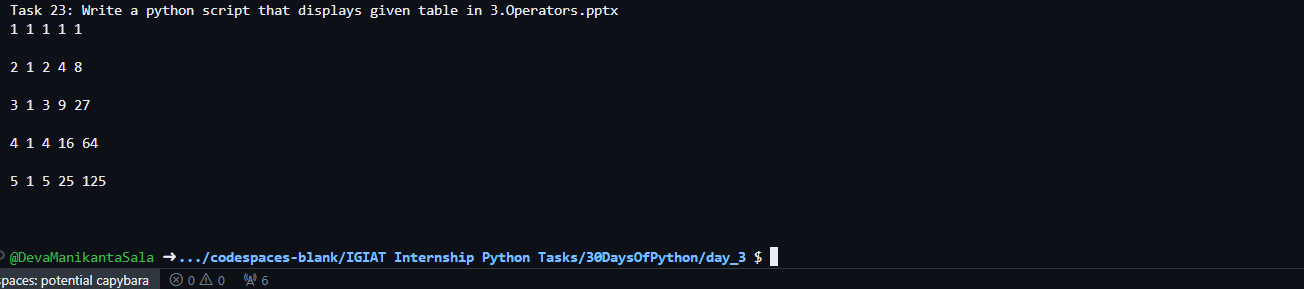 Task 23: Write a python script that displays given table in 3.Operators.pptx
1 1 1 1 1
2 1 2 4 8
3 1 3 9 27
4 1 4 16 64
5 1 5 25 125
@DevaManikantaSala ➜.../codespaces-blank/IGIAT Internship Python Tasks/30DaysOfPython/day_3 $
spaces: potential capybara 0 0 6